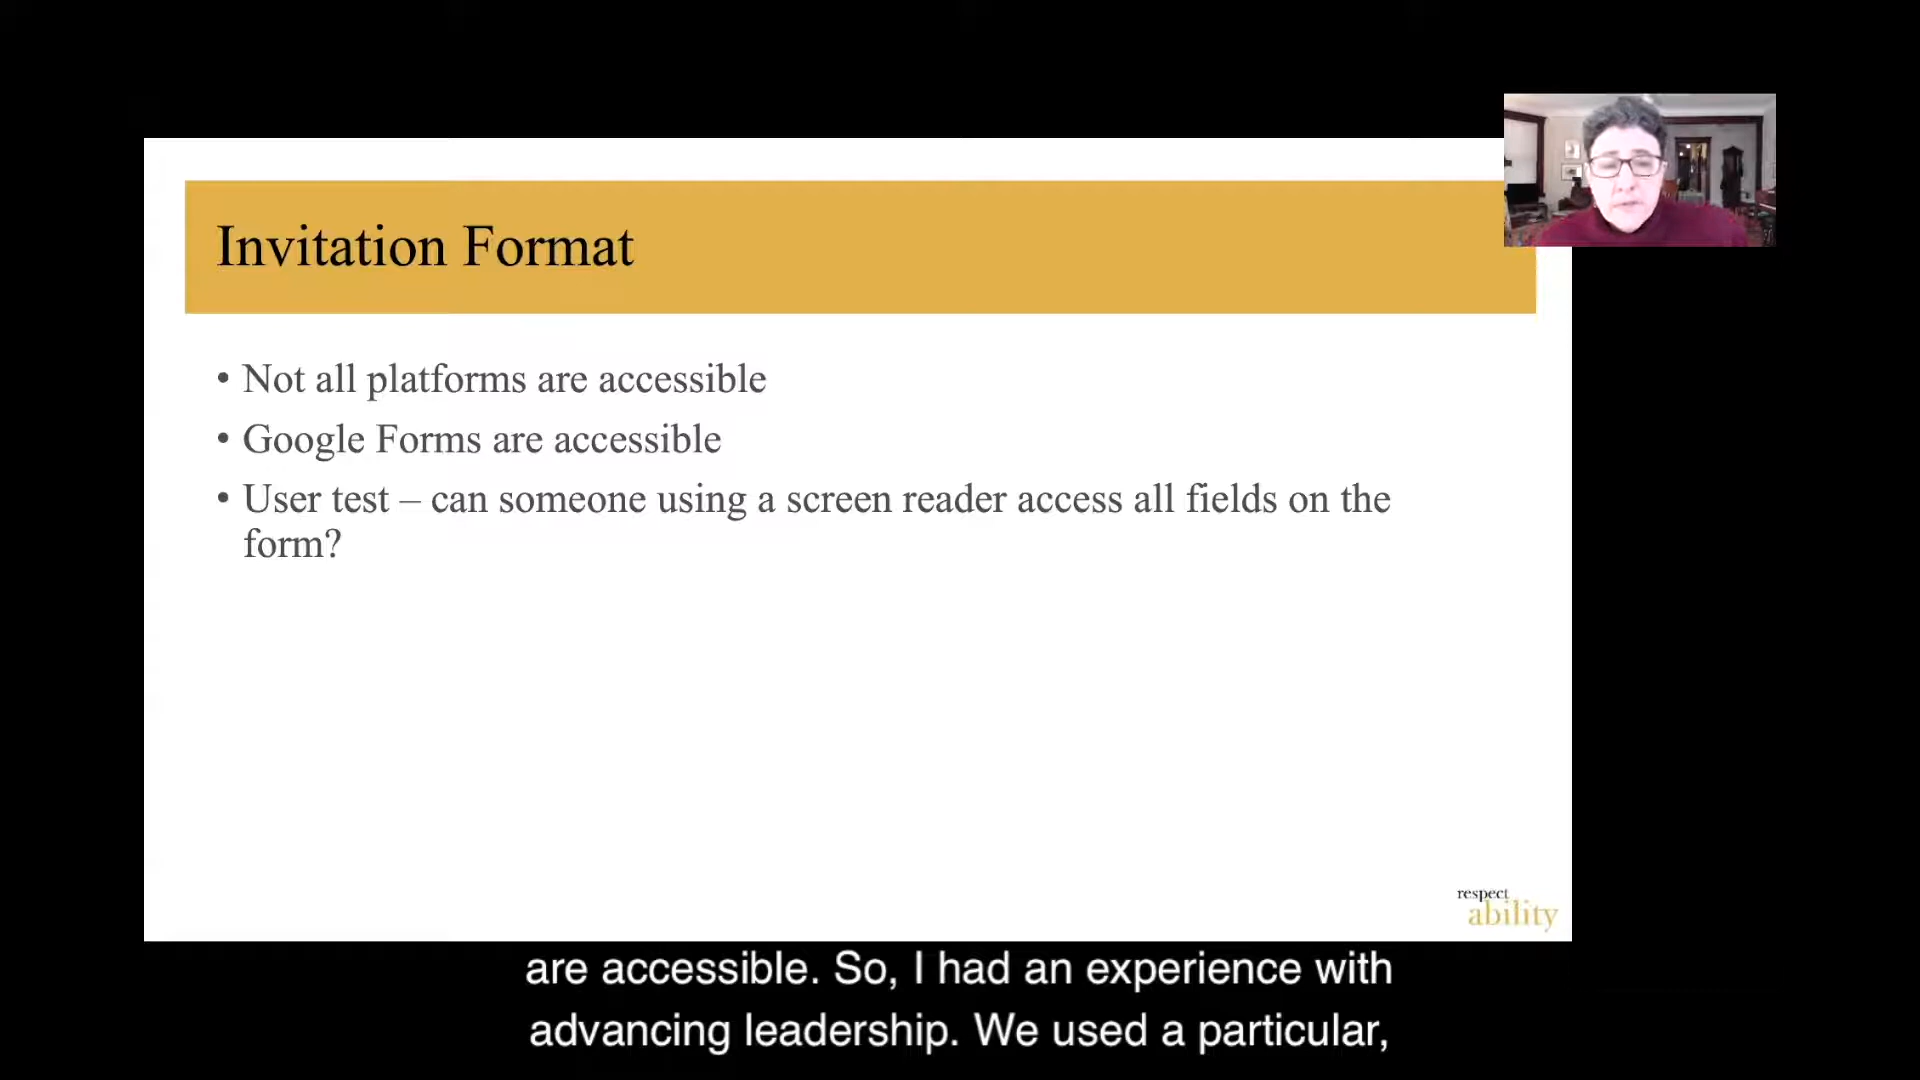 Invitation Format
• Not all platforms are accessible
• Google Forms are accessible
• User test – can someone using a screen reader access all fields on the
form?
respect
ability
are accessible. So, I had an experience with
advancing leadership. We used a particular,